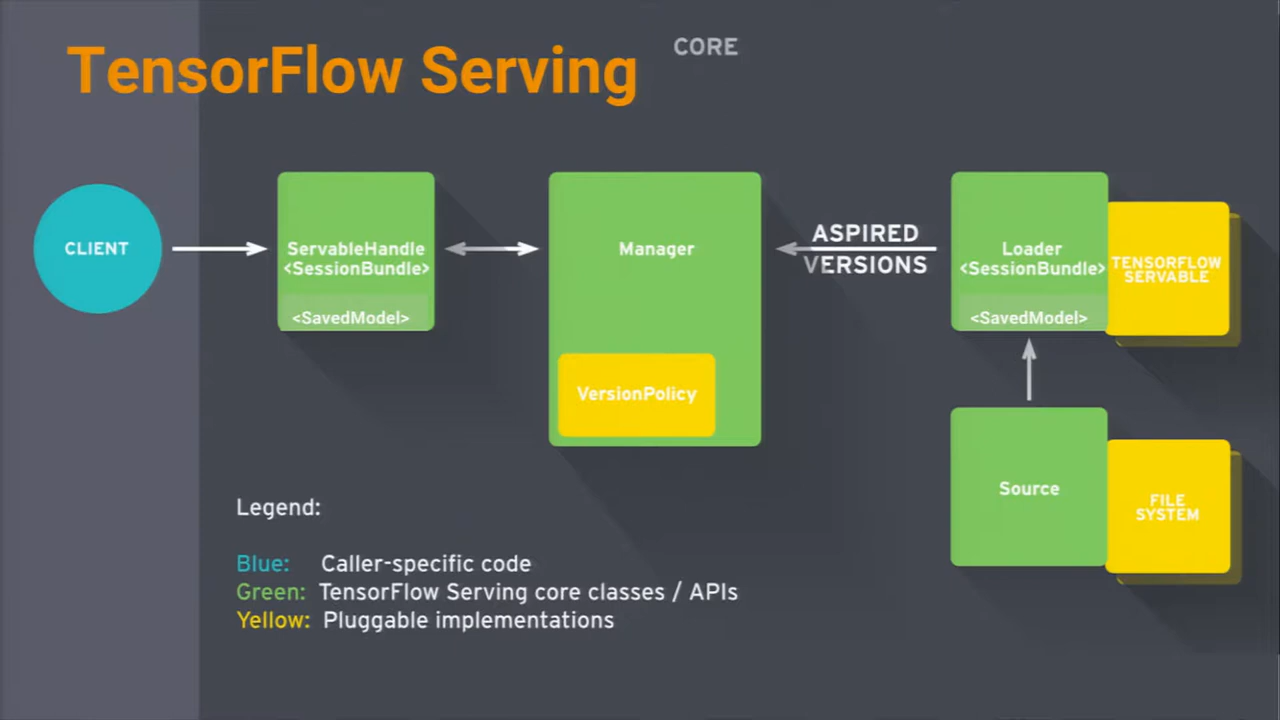 TensorFlow Serving
CORE
CLIENT
ServableHandle
<SessionBundle>
<SavedModel>
Manager
VersionPolicy
ASPIRED
VERSIONS
Loader
<SessionBundle>
<SavedModel>
TENSORFLOW
SERVABLE
Source
FILE
SYSTEM
Legend:
Blue: Caller-specific code
Green: TensorFlow Serving core classes / APIs
Yellow: Pluggable implementations